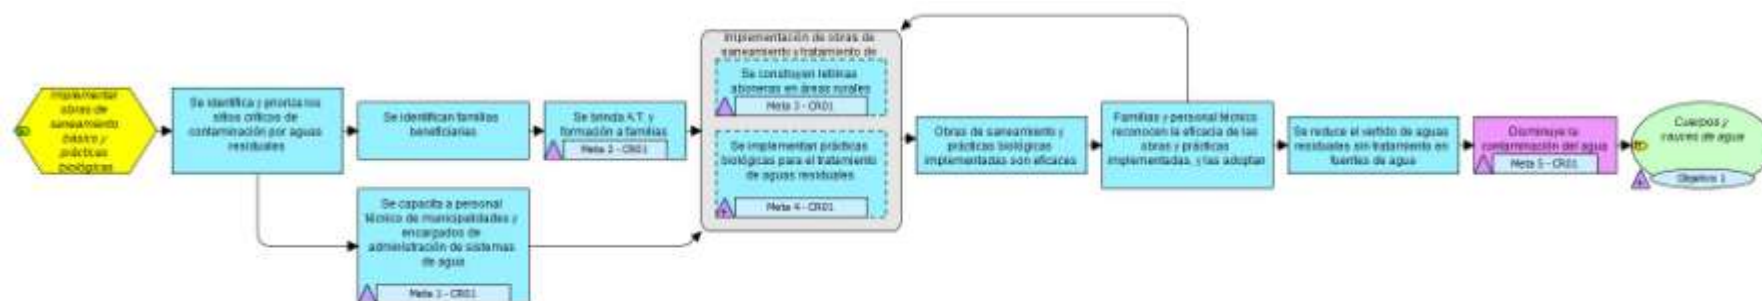 Implementar
obras de
saneamiento
básico y
prácticas
biológicas
Se identifica y prioriza los
sitios críticos de
contaminación por aguas
residuales
Se identifican familias
beneficiarias
Se brinda A.T. y
formación a familias
Meta 2 - CR01
Se capacita a personal
técnico de municipalidades y
encargados de
administración de sistemas
de agua
Meta 1 - CR01
Implementación de obras de
saneamiento y tratamiento de
Se construyen letrinas
aboneras en áreas rurales
Meta 3 - CR01
Se implementan prácticas
biológicas para el tratamiento
de aguas residuales
Meta 4 - CR01
Obras de saneamiento y
prácticas biológicas
implementadas son eficaces
Familias y personal técnico
reconocen la eficacia de las
obras y prácticas
implementadas, y las adoptan
Se reduce el vertido de aguas
residuales sin tratamiento en
fuentes de agua
Disminuye la
contaminación del agua
Meta 5 - CR01
Cuerpos y
cauces de agua
Objetivo 1